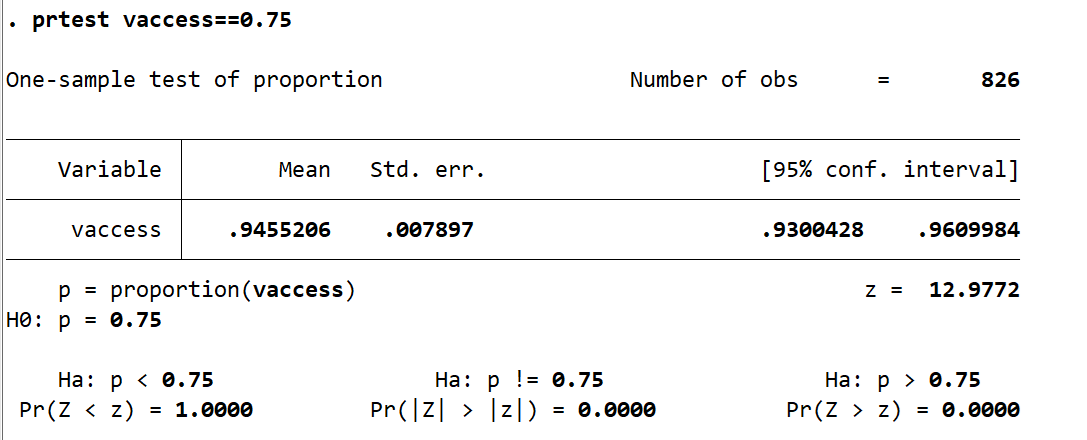 . prtest vaccess==0.75
One-sample test of proportion Number of obs = 826
Variable Mean Std. err. [95% conf. interval]
vaccess .9455206 .007897 .9300428 .9609984
p = proportion(vaccess) z = 12.9772
H0: p = 0.75
Ha: p < 0.75 Ha: p != 0.75 Ha: p > 0.75
Pr(Z < z) = 1.0000 Pr(|Z| > |z|) = 0.0000 Pr(Z > z) = 0.0000